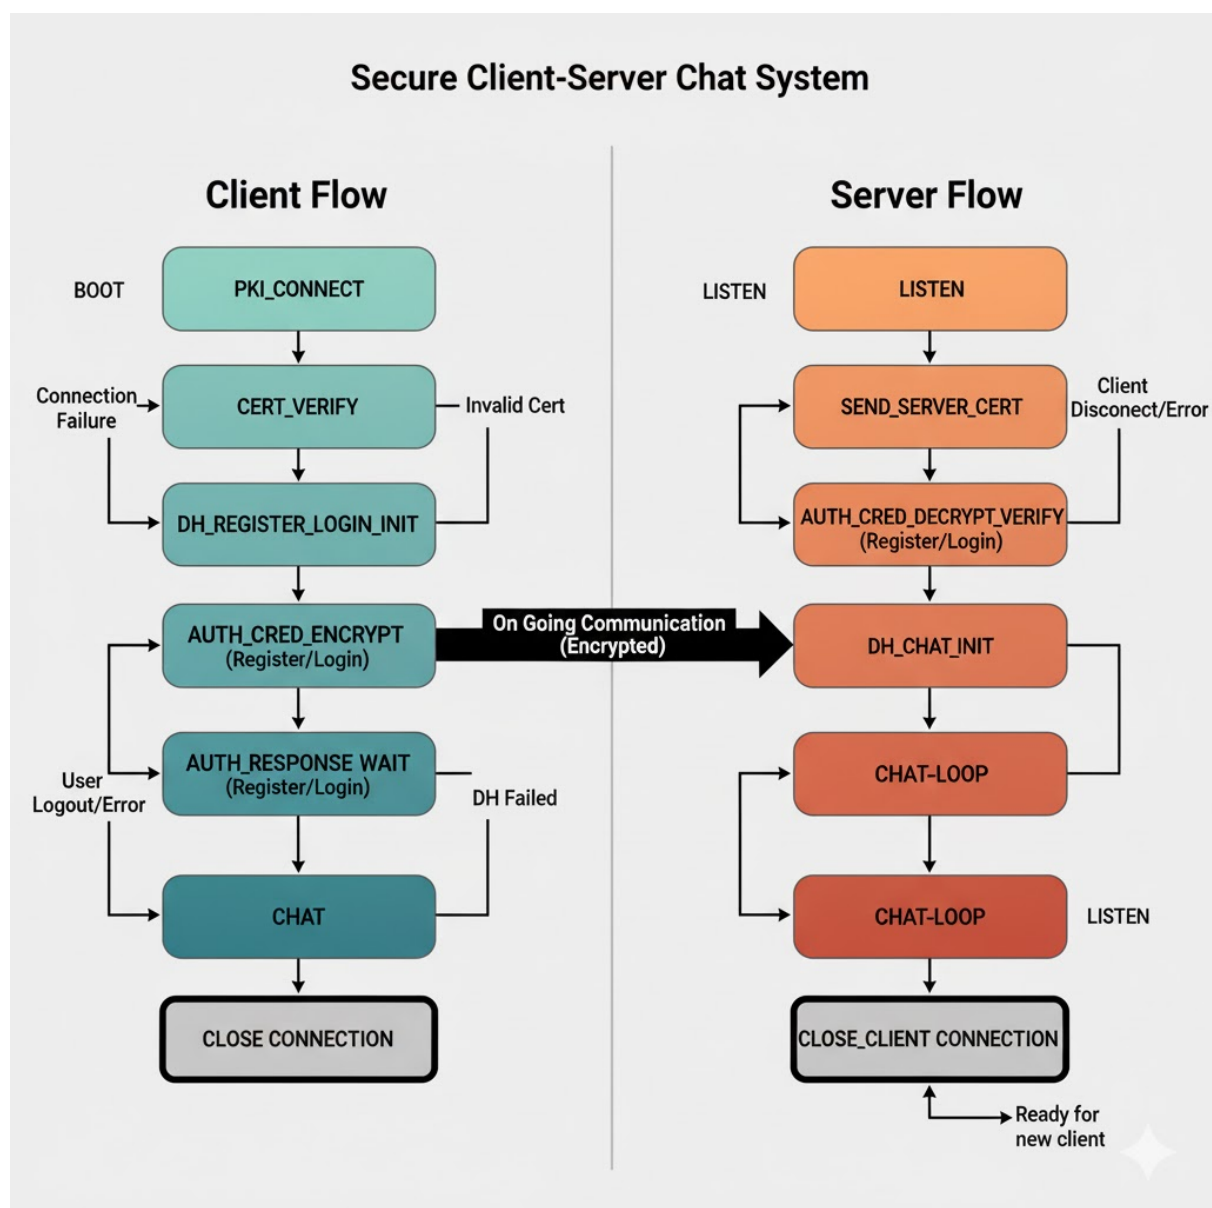 Secure Client-Server Chat System
Client Flow
BOOT
PKI_CONNECT
Connection
Failure
CERT_VERIFY
Invalid Cert
DH_REGISTER_LOGIN_INIT
AUTH_CRED_ENCRYPT
(Register/Login)
On Going Communication
(Encrypted)
AUTH_RESPONSE WAIT
(Register/Login)
User
Logout/Error
DH Failed
CHAT
CLOSE CONNECTION
Server Flow
LISTEN
LISTEN
SEND_SERVER_CERT
Client
Disconect/Error
AUTH_CRED_DECRYPT_VERIFY
(Register/Login)
DH_CHAT_INIT
CHAT-LOOP
CHAT-LOOP
LISTEN
CLOSE_CLIENT CONNECTION
Ready for
new client